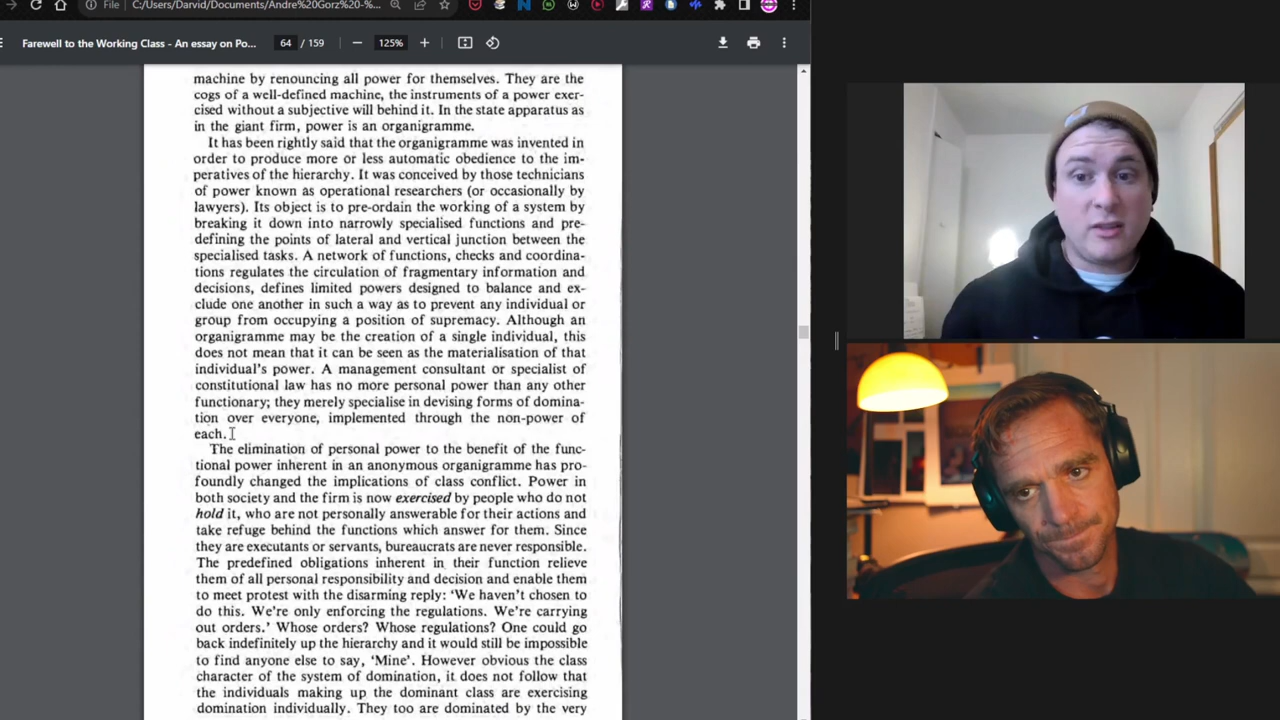 File
C:/Users/Darvid/Documents/Andre%20Gorz%20-%...
Farewell to the Working Class - An essay on Po...
64 / 159
125%
machine by renouncing all power for themselves. They are the
cogs of a well-defined machine, the instruments of a power exer-
cised without a subjective will behind it. In the state apparatus as
in the giant firm, power is an organigramme.
It has been rightly said that the organigramme was invented in
order to produce more or less automatic obedience to the im-
peratives of the hierarchy. It was conceived by those technicians
of power known as operational researchers (or occasionally by
lawyers). Its object is to pre-ordain the working of a system by
breaking it down into narrowly specialised functions and pre-
defining the points of lateral and vertical junction between the
specialised tasks. A network of functions, checks and coordina-
tions regulates the circulation of fragmentary information and
decisions, defines limited powers designed to balance and ex-
clude one another in such a way as to prevent any individual or
group from occupying a position of supremacy. Although an
organigramme may be the creation of a single individual, this
does not mean that it can be seen as the materialisation of that
individual's power. A management consultant or specialist of
constitutional law has no more personal power than any other
functionary; they merely specialise in devising forms of domina-
tion over everyone, implemented through the non-power of
each.
The elimination of personal power to the benefit of the func-
tional power inherent in an anonymous organigramme has pro-
foundly changed the implications of class conflict. Power in
both society and the firm is now exercised by people who do not
hold it, who are not personally answerable for their actions and
take refuge behind the functions which answer for them. Since
they are executants or servants, bureaucrats are never responsible.
The predefined obligations inherent in their function relieve
them of all personal responsibility and decision and enable them
to meet protest with the disarming reply: 'We haven't chosen to
do this. We're only enforcing the regulations. We're carrying
out orders.' Whose orders? Whose regulations? One could go
back indefinitely up the hierarchy and it would still be impossible
to find anyone else to say, 'Mine'. However obvious the class
character of the system of domination, it does not follow that
the individuals making up the dominant class are exercising
domination individually. They too are dominated by the very